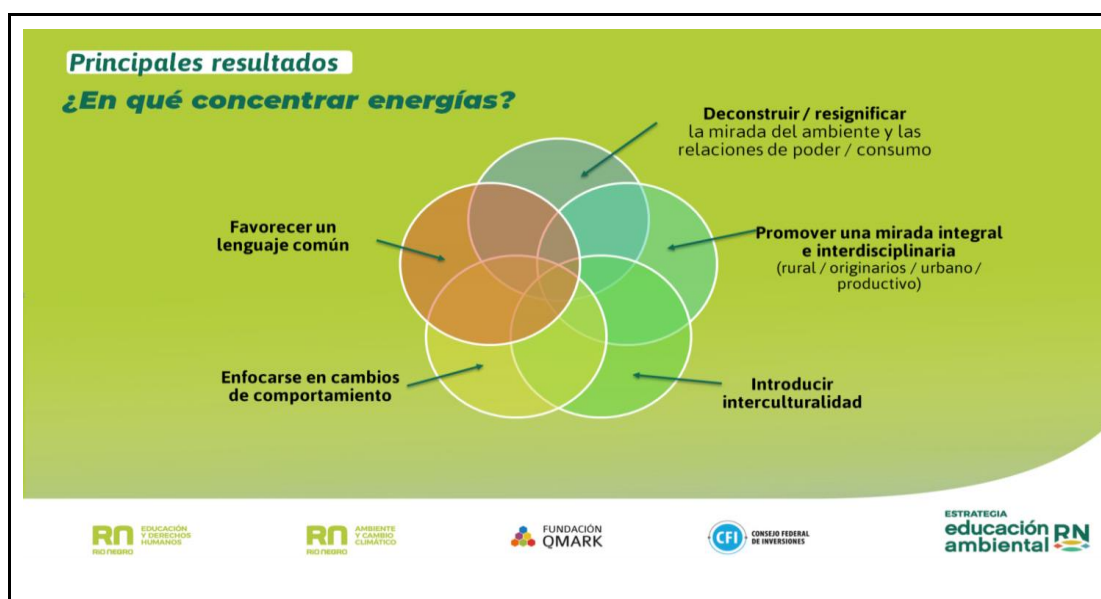 Principales resultados
¿En qué concentrar energías?
Deconstruir / resignificar
la mirada del ambiente y las
relaciones de poder / consumo
Favorecer un
lenguaje común
Promover una mirada integral
e interdisciplinaria
(rural / originarios / urbano /
productivo)
Enfocarse en cambios
de comportamiento
Introducir
interculturalidad
RN
RIO NEGRO
EDUCACIÓN
Y DERECHOS
HUMANOS
RN
RIO NEGRO
AMBIENTE
Y CAMBIO
CLIMÁTICO
FUNDACIÓN
QMARK
CFI
CONSEJO FEDERAL
DE INVERSIONES
ESTRATEGIA
educación
ambiental
RN